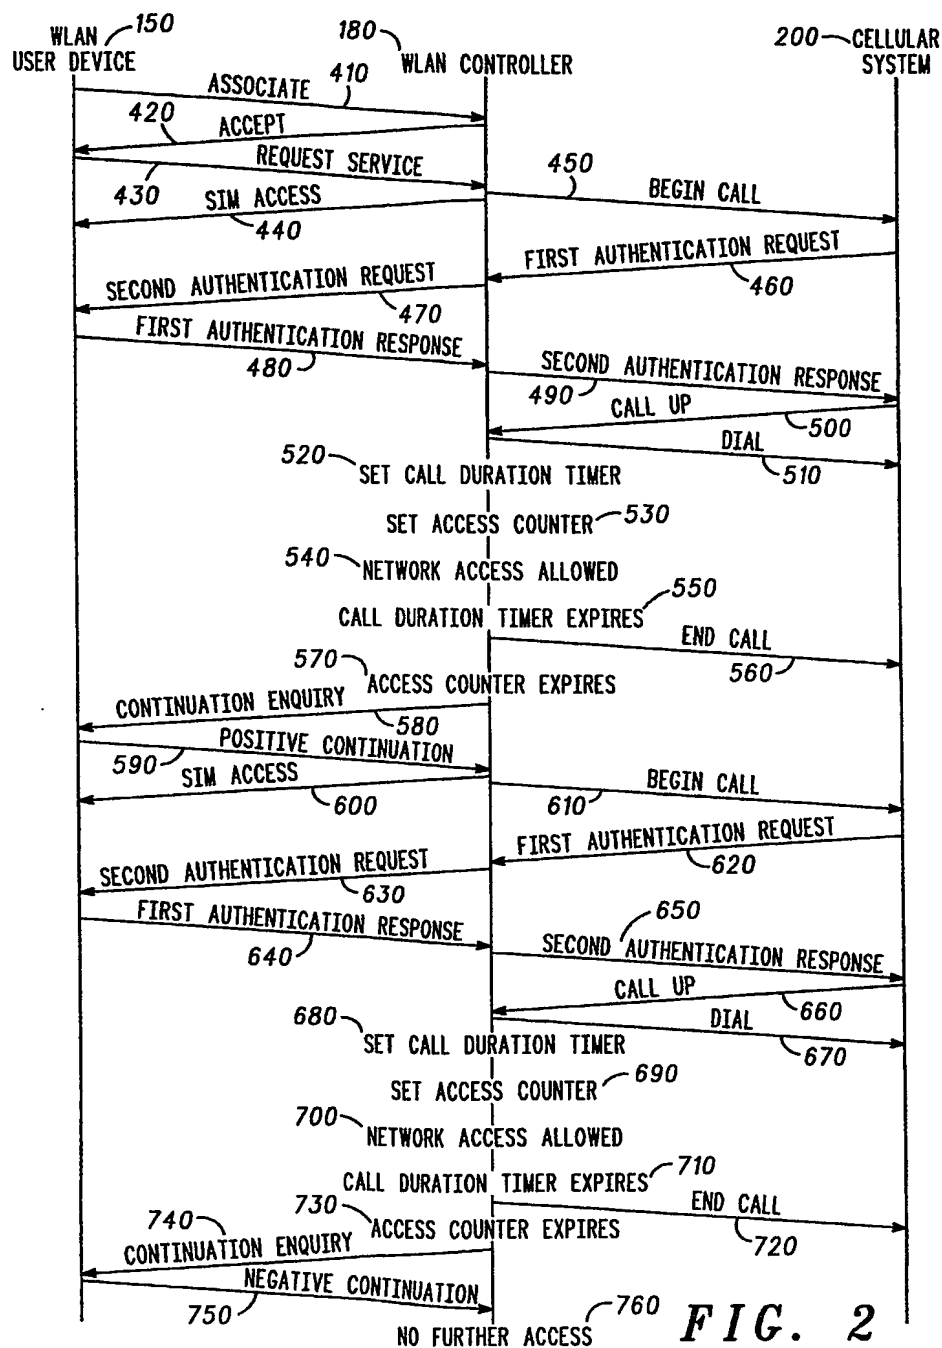 WLAN
USER DEVICE
150
180
WLAN CONTROLLER
200
CELLULAR
SYSTEM
ASSOCIATE
410
420
ACCEPT
REQUEST SERVICE
430
450
BEGIN CALL
SIM ACCESS
440
FIRST AUTHENTICATION REQUEST
460
SECOND AUTHENTICATION REQUEST
470
FIRST AUTHENTICATION RESPONSE
480
SECOND AUTHENTICATION RESPONSE
490
CALL UP
500
DIAL
510
520
SET CALL DURATION TIMER
SET ACCESS COUNTER
530
540
NETWORK ACCESS ALLOWED
550
CALL DURATION TIMER EXPIRES
END CALL
560
570
ACCESS COUNTER EXPIRES
CONTINUATION ENQUIRY
580
POSITIVE CONTINUATION
590
SIM ACCESS
600
BEGIN CALL
610
FIRST AUTHENTICATION REQUEST
620
SECOND AUTHENTICATION REQUEST
630
FIRST AUTHENTICATION RESPONSE
640
650
SECOND AUTHENTICATION RESPONSE
CALL UP
660
DIAL
670
680
SET CALL DURATION TIMER
690
SET ACCESS COUNTER
700
NETWORK ACCESS ALLOWED
710
CALL DURATION TIMER EXPIRES
END CALL
720
730
ACCESS COUNTER EXPIRES
740
CONTINUATION ENQUIRY
NEGATIVE CONTINUATION
750
760
NO FURTHER ACCESS
FIG. 2